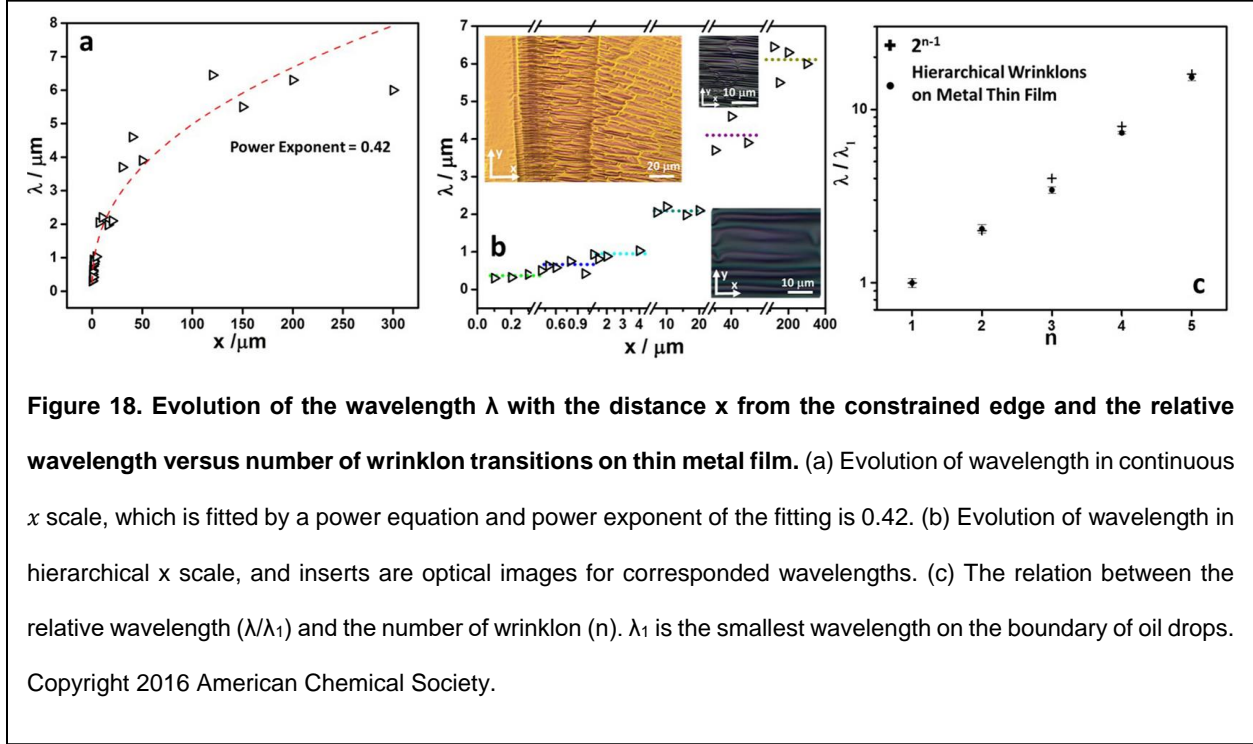 a
λ /μm
8
7
6
5
4
3
2
1
0
Power Exponent = 0.42
0 50 100 150 200 250 300
x /μm
b
λ / μm
7
6
5
4
3
2
1
0
y
x
20 μm
y
x
10 μm
y
x
10 μm
0.0 0.2 0.6 0.9 2 3 4 10 20 40 200 400
x / μm
c
λ / λ1
10
1
+ 2^n-1
• Hierarchical Wrinklons
on Metal Thin Film
1 2 3 4 5
n
Figure 18. Evolution of the wavelength λ with the distance x from the constrained edge and the relative
wavelength versus number of wrinklon transitions on thin metal film. (a) Evolution of wavelength in continuous
𝑥 scale, which is fitted by a power equation and power exponent of the fitting is 0.42. (b) Evolution of wavelength in
hierarchical x scale, and inserts are optical images for corresponded wavelengths. (c) The relation between the
relative wavelength (λ/λ₁) and the number of wrinklon (n). λ₁ is the smallest wavelength on the boundary of oil drops.
Copyright 2016 American Chemical Society.